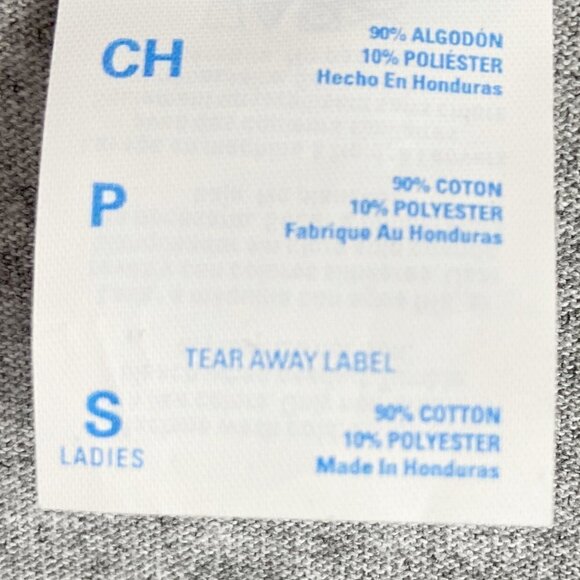 CH
90% ALGODÓN
10% POLIÉSTER
Hecho En Honduras
P
90% COTON
10% POLYESTER
Fabrique Au Honduras
TEAR AWAY LABEL
S
LADIES
90% COTTON
10% POLYESTER
Made In Honduras